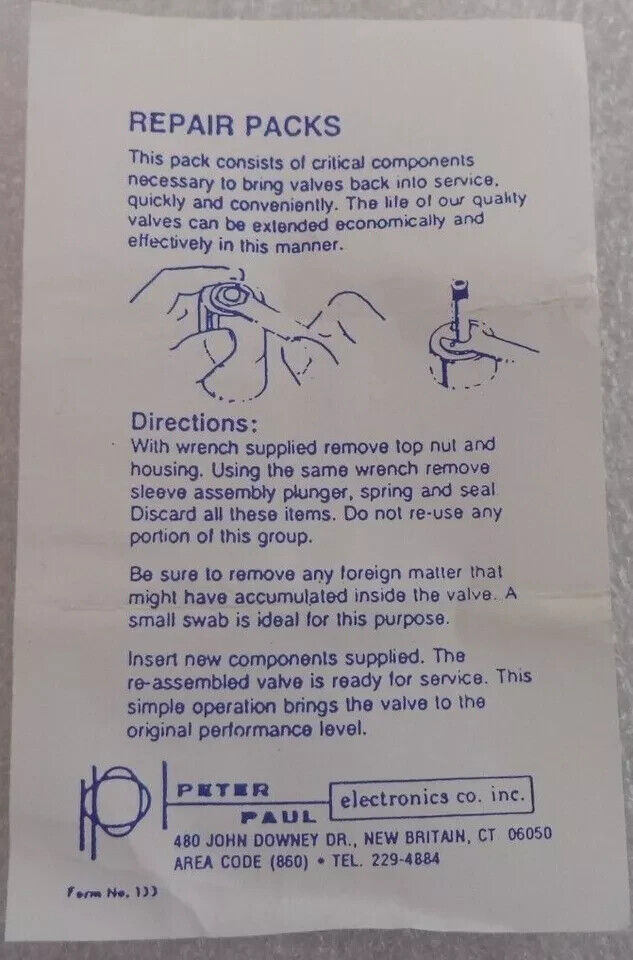 REPAIR PACKS
This pack consists of critical components
necessary to bring valves back into service,
quickly and conveniently. The life of our quality
valves can be extended economically and
effectively in this manner.
Directions:
With wrench supplied remove top nut and
housing. Using the same wrench remove
sleeve assembly plunger, spring and seal
Discard all these items. Do not re-use any
portion of this group.
Be sure to remove any foreign matter that
might have accumulated inside the valve. A
small swab is ideal for this purpose.
Insert new components supplied. The
re-assembled valve is ready for service. This
simple operation brings the valve to the
original performance level.
PETER
PAUL
electronics co. inc.
480 JOHN DOWNEY DR., NEW BRITAIN, CT 06050
AREA CODE (860) • TEL. 229-4884
Form No. 133